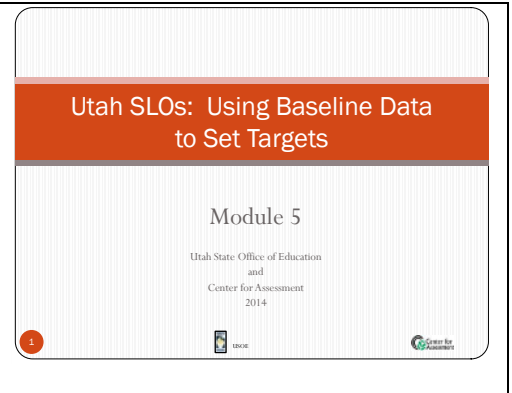 Utah SLOs: Using Baseline Data
to Set Targets
Module 5
Utah State Office of Education
and
Center for Assessment
2014
1
USOE
Center for
Assessment